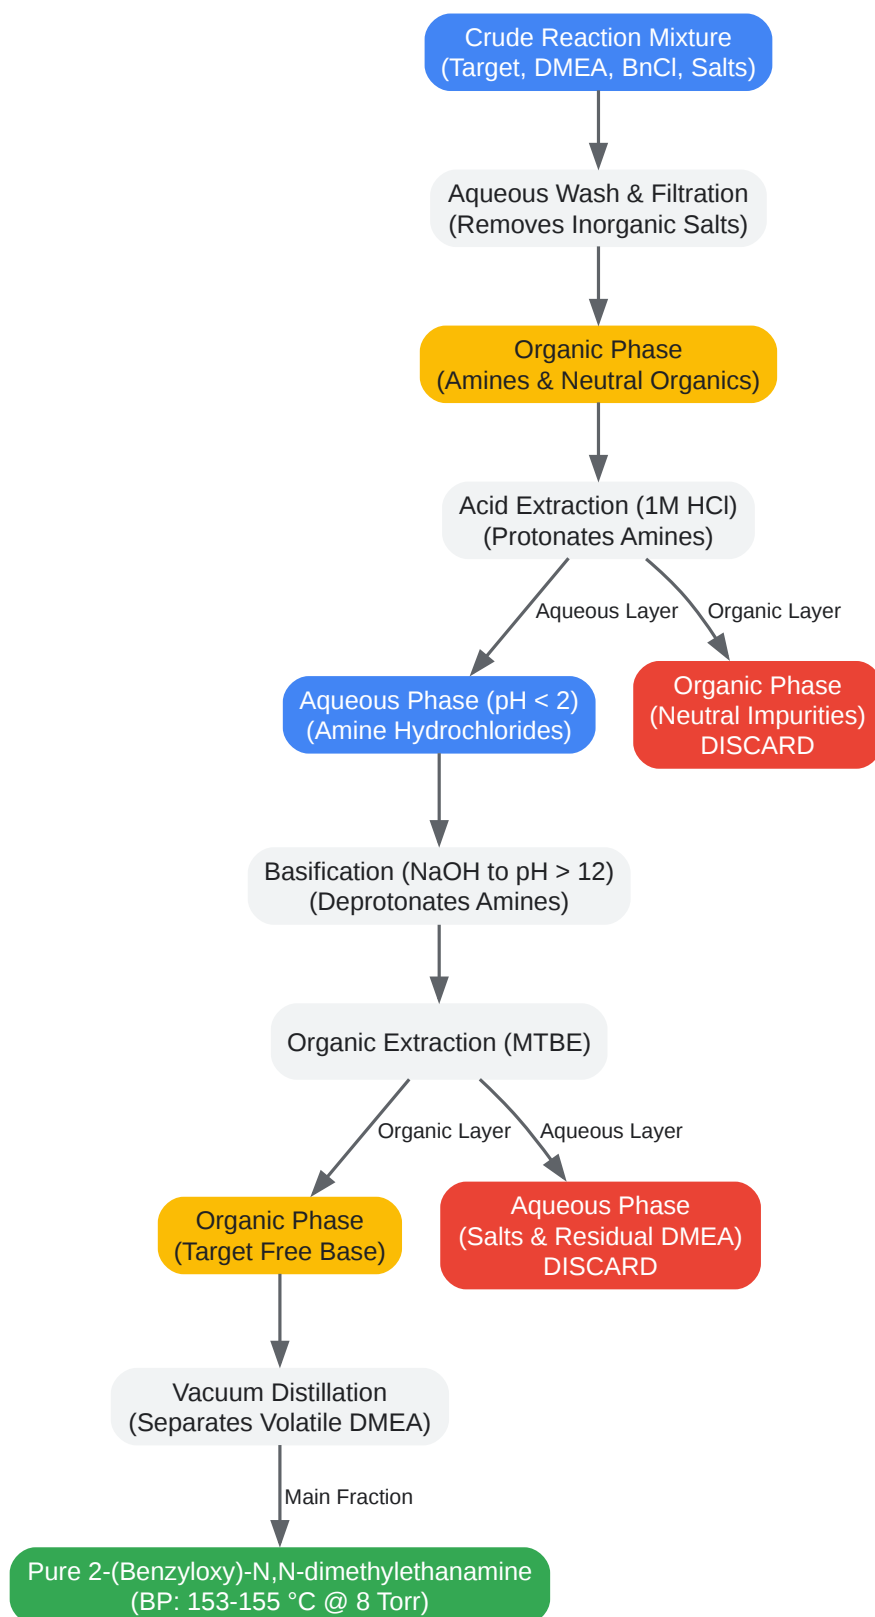 Crude Reaction Mixture
(Target, DMEA, BnCl, Salts)
Aqueous Wash & Filtration
(Removes Inorganic Salts)
Organic Phase
(Amines & Neutral Organics)
Acid Extraction (1M HCl)
(Protonates Amines)
Aqueous Layer
Organic Layer
Organic Phase
(Neutral Impurities)
DISCARD
Aqueous Phase (pH < 2)
(Amine Hydrochlorides)
Basification (NaOH to pH > 12)
(Deprotonates Amines)
Organic Extraction (MTBE)
Organic Layer
Aqueous Layer
Organic Phase
(Target Free Base)
Aqueous Phase
(Salts & Residual DMEA)
DISCARD
Vacuum Distillation
(Separates Volatile DMEA)
Main Fraction
Pure 2-(Benzyloxy)-N,N-dimethylethanamine
(BP: 153-155 °C @ 8 Torr)